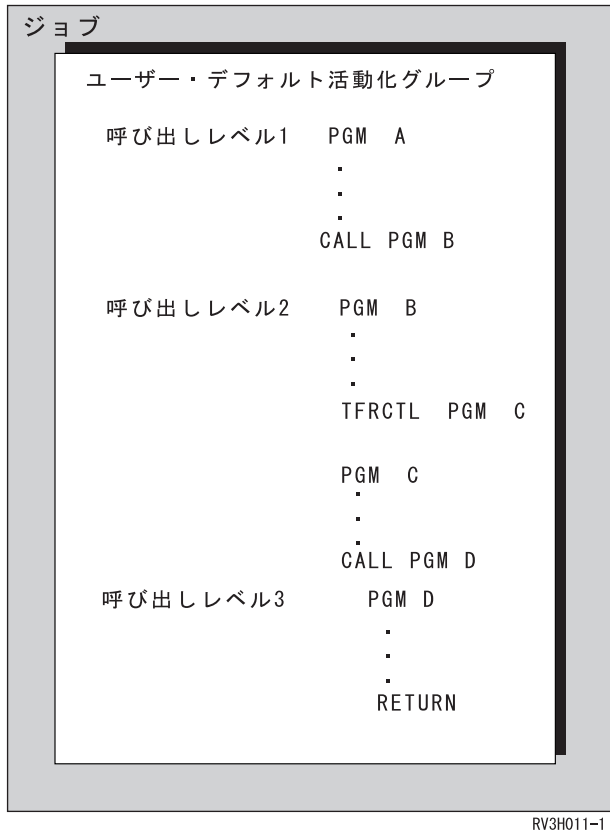 ジョブ
ユーザー・デフォルト活動化グループ
呼び出しレベル1 PGM A
.
.
.
CALL PGM B
呼び出しレベル2 PGM B
.
.
.
TFRCTL PGM C
PGM C
.
.
.
CALL PGM D
呼び出しレベル3 PGM D
.
.
.
RETURN
RV3H011-1